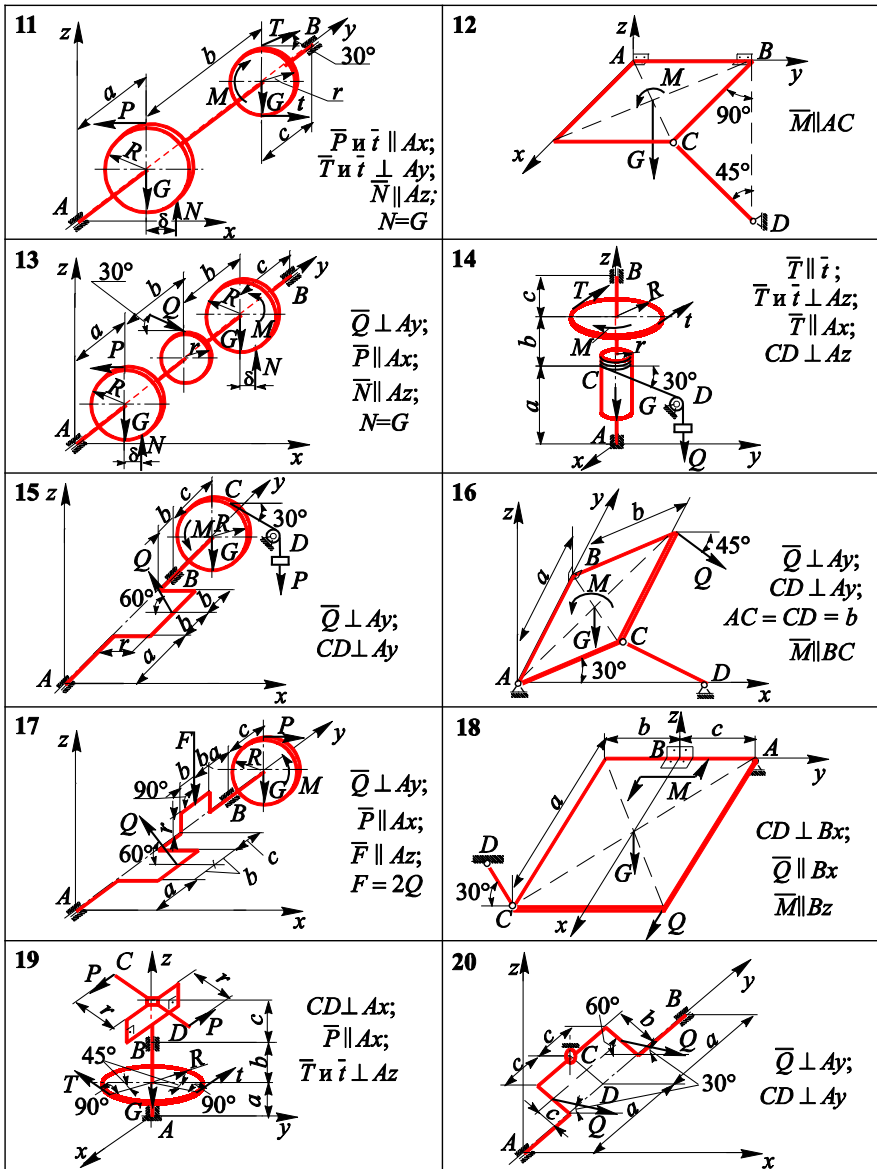 11
z
a
b
T
B
y
30°
M
r
G
t
P
c
R
G
N
A
δ
x
P̄ и t̄ ∥ Ax;
T̄ и t̄ ⊥ Ay;
N̄ ∥ Az;
N=G
12
z
A
B
y
M
90°
x
G
C
45°
D
M̄∥AC
13
z
30°
b
b
c
y
a
Q
R
B
M
P
r
G
N
R
δ
A
G
N
δ
x
Q̄ ⊥ Ay;
P̄ ∥ Ax;
N̄ ∥ Az;
N=G
14
z
B
c
T
R
t
b
M
r
C
30°
a
G
D
A
x
Q
y
T̄ ∥ t̄ ;
T̄ и t̄ ⊥ Az;
T̄ ∥ Ax;
CD ⊥ Az
15
z
c
C
y
b
M
R
30°
Q
G
D
B
P
60°
b
b
r
a
A
x
Q̄ ⊥ Ay;
CD⊥ Ay
16
z
y
b
B
45°
a
M
Q
G
C
A
30°
D
x
Q̄ ⊥ Ay;
CD ⊥ Ay;
AC = CD = b
M̄∥BC
17
z
F
c
P
y
b
b
a
R
90°
G
M
B
Q
r
60°
c
b
a
A
x
Q̄ ⊥ Ay;
P̄ ∥ Ax;
F̄ ∥ Az;
F = 2Q
18
b
z
c
B
A
y
M
a
D
G
30°
C
x
Q
CD ⊥ Bx;
Q̄ ∥ Bx
M̄∥ Bz
19
z
P
C
r
r
P
c
D
B
45°
R
b
T
t
90°
G
90°
a
A
y
x
CD⊥ Ax;
P̄ ∥ Ax;
T̄ и t̄ ⊥ Az
20
z
y
60°
B
b
c
C
Q
a
c
D
30°
a
c
Q
A
x
Q̄ ⊥ Ay;
CD ⊥ Ay